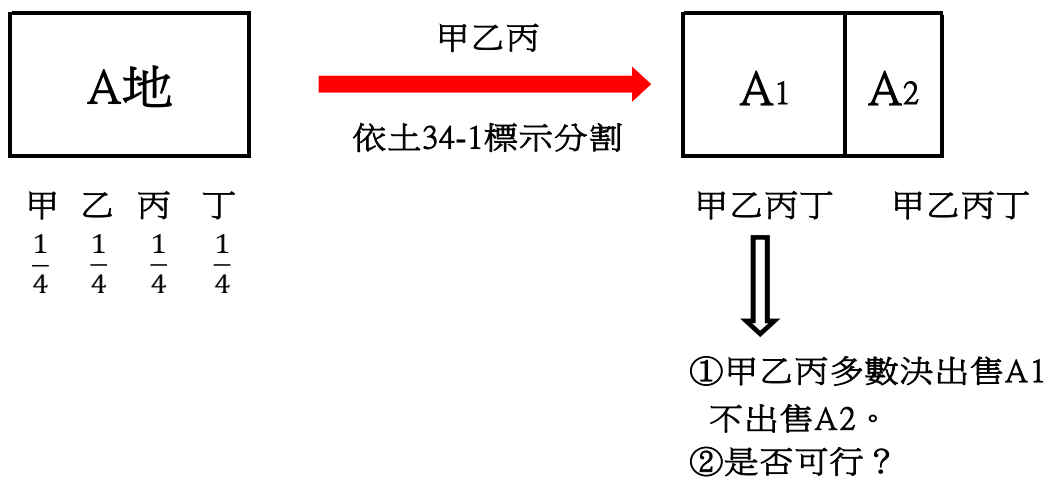 A地
甲乙丙
依土34-1標示分割
A1
A2
甲 乙 丙 丁
1/4 1/4 1/4 1/4
甲乙丙丁
甲乙丙丁
①甲乙丙多數決出售A1
不出售A2。
②是否可行？